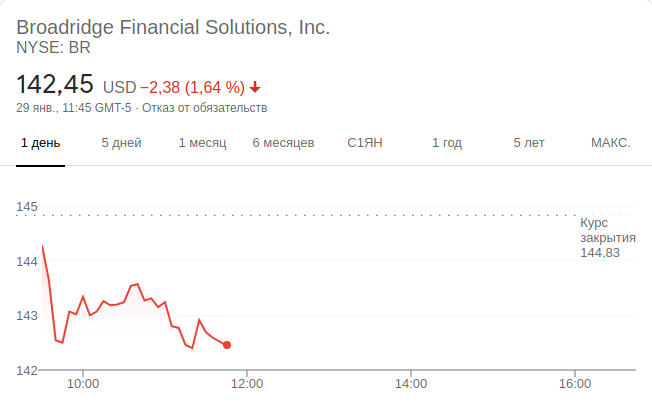 Broadridge Financial Solutions, Inc.
NYSE: BR
142,45 USD −2,38 (1,64 %)
29 янв., 11:45 GMT-5 · Отказ от обязательств
1 день 5 дней 1 месяц 6 месяцев С1ЯН 1 год 5 лет МАКС.
145
Курс
закрытия
144,83
144
143
142
10:00 12:00 14:00 16:00